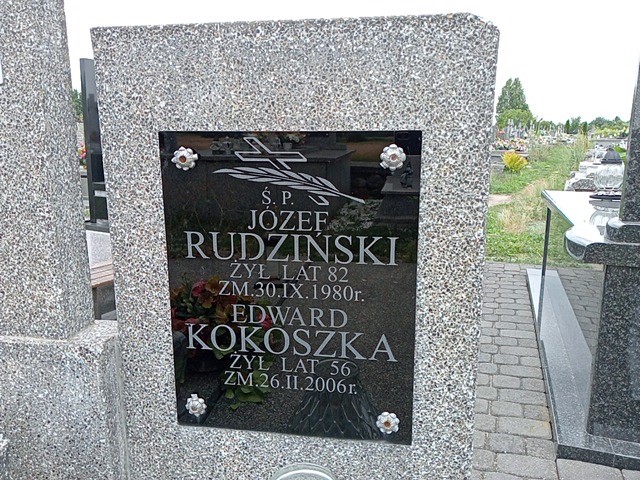 Ś. P.
JÓZEF
RUDZIŃSKI
ŻYŁ LAT 82
ZM.30 IX.1980r.
EDWARD
KOKOSZKA
ŻYŁ LAT 56
ZM.26.II.2006r.